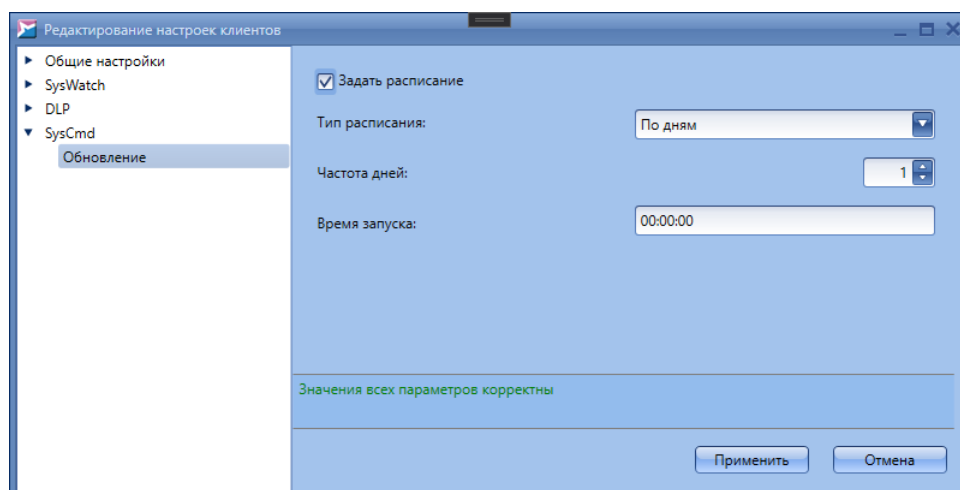 Редактирование настроек клиентов
Общие настройки
SysWatch
DLP
SysCmd
Обновление
Задать расписание
Тип расписания: По дням
Частота дней: 1
Время запуска: 00:00:00
Значения всех параметров корректны
Применить Отмена